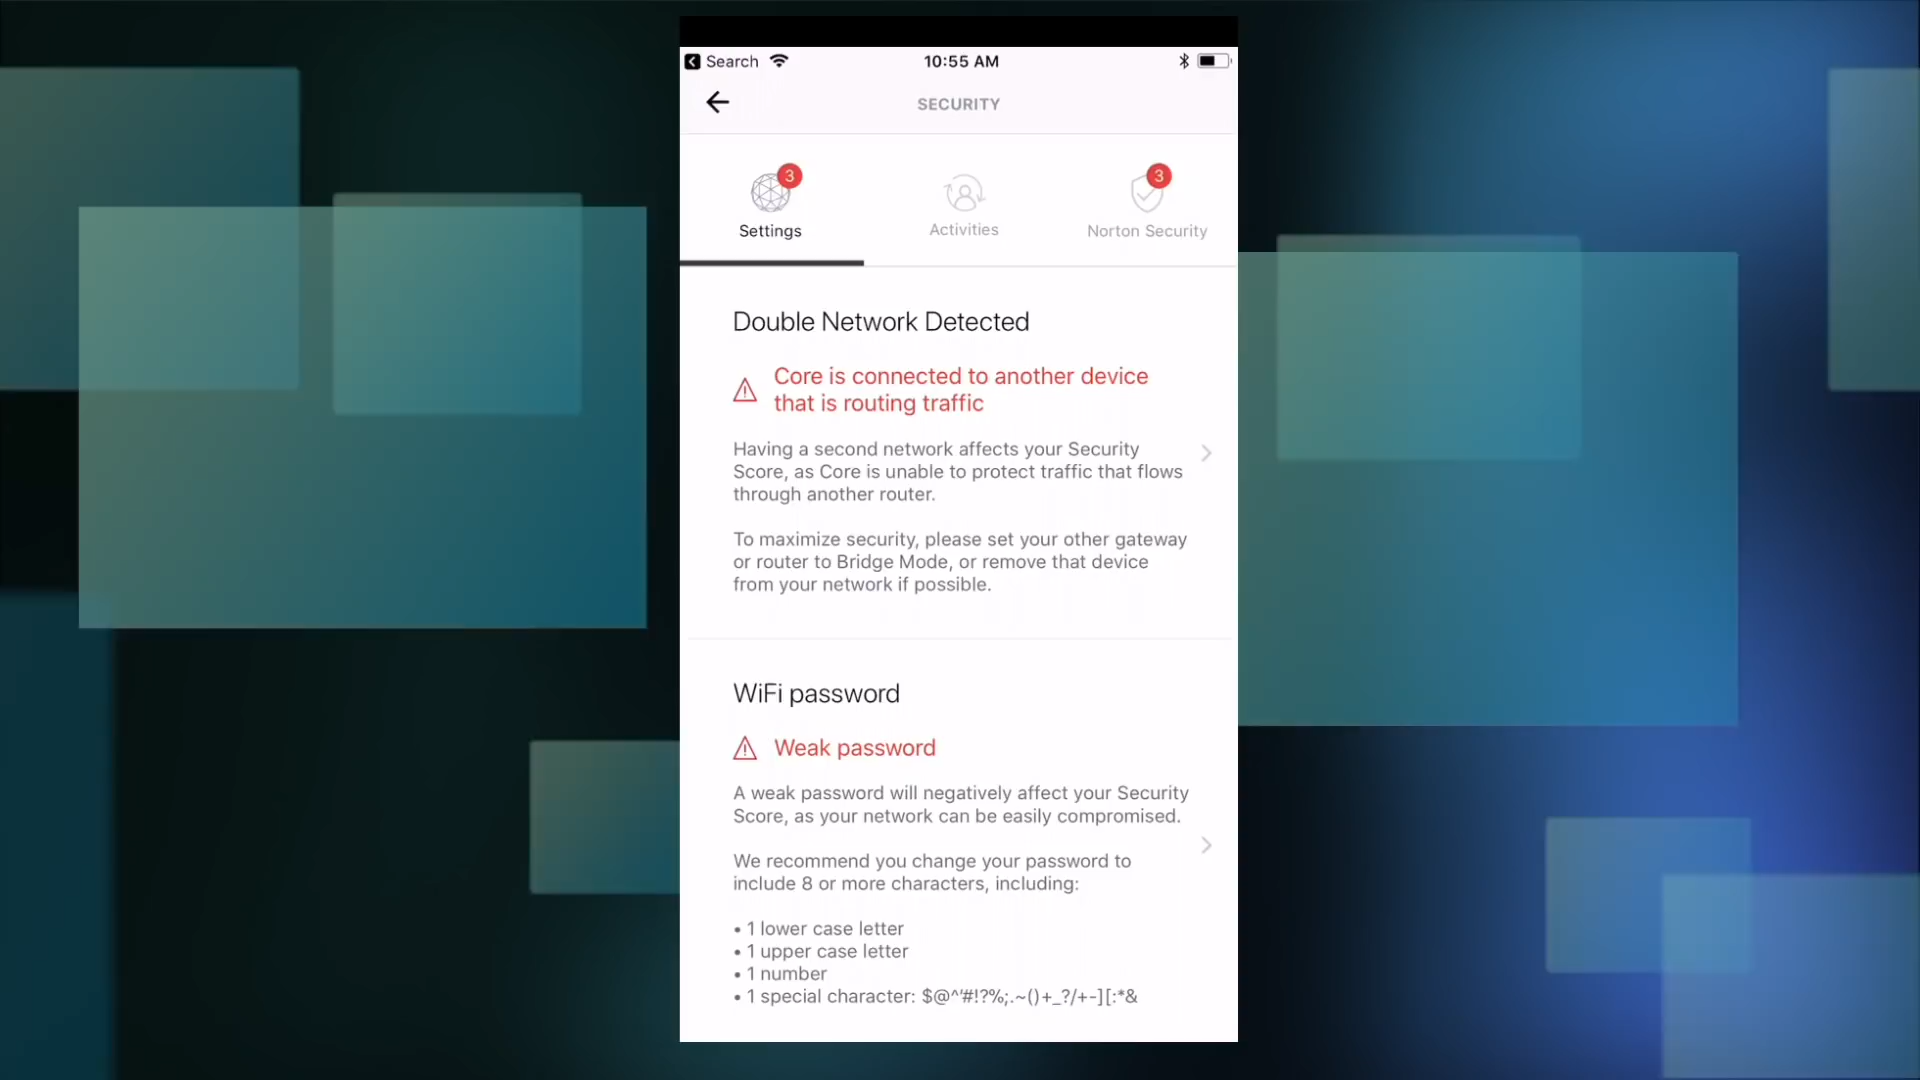 Search
10:55 AM
SECURITY
3
3
Settings
Activities
Norton Security
Double Network Detected
Core is connected to another device
that is routing traffic
Having a second network affects your Security
Score, as Core is unable to protect traffic that flows
through another router.
To maximize security, please set your other gateway
or router to Bridge Mode, or remove that device
from your network if possible.
WiFi password
Weak password
A weak password will negatively affect your Security
Score, as your network can be easily compromised.
We recommend you change your password to
include 8 or more characters, including:
• 1 lower case letter
• 1 upper case letter
• 1 number
• 1 special character: $@^'#!?%;.~()+_?/+-][:*&